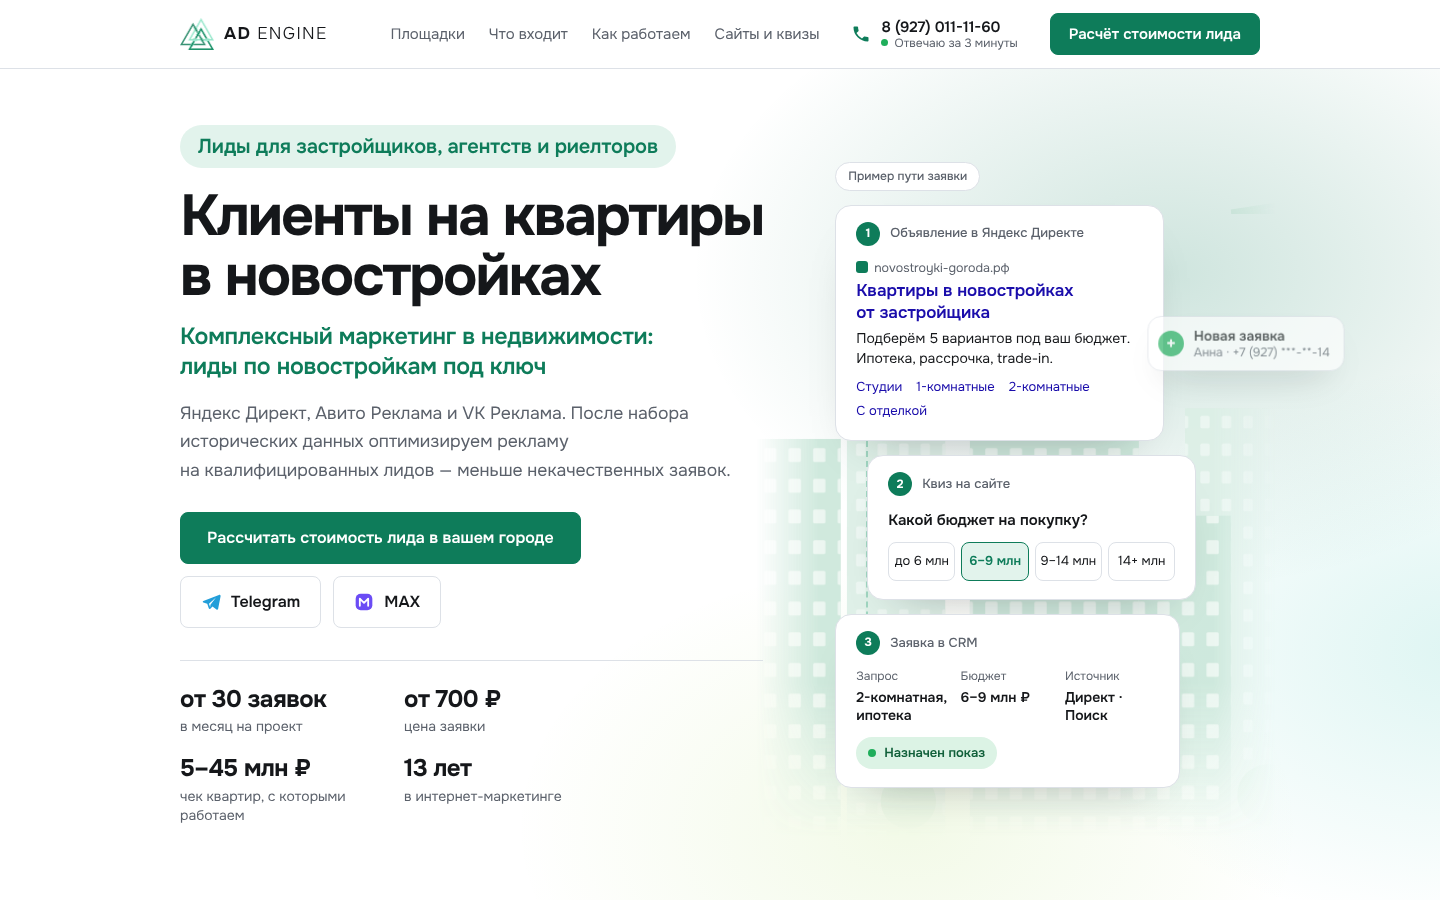 AD ENGINE
Площадки
Что входит
Как работаем
Сайты и квизы
8 (927) 011-11-60
Отвечаю за 3 минуты
Расчёт стоимости лида
Лиды для застройщиков, агентств и риелторов
Клиенты на квартиры
в новостройках
Комплексный маркетинг в недвижимости:
лиды по новостройкам под ключ
Яндекс Директ, Авито Реклама и VK Реклама. После набора
исторических данных оптимизируем рекламу
на квалифицированных лидов — меньше некачественных заявок.
Рассчитать стоимость лида в вашем городе
Telegram
MAX
от 30 заявок
в месяц на проект
от 700 ₽
цена заявки
5–45 млн ₽
чек квартир, с которыми
работаем
13 лет
в интернет-маркетинге
Пример пути заявки
1 Объявление в Яндекс Директе
novostroyki-goroda.рф
Квартиры в новостройках
от застройщика
Подберём 5 вариантов под ваш бюджет.
Ипотека, рассрочка, trade-in.
Студии 1-комнатные 2-комнатные
С отделкой
+ Новая заявка
Анна · +7 (927) ***-**-14
2 Квиз на сайте
Какой бюджет на покупку?
до 6 млн
6–9 млн
9–14 млн
14+ млн
3 Заявка в CRM
Запрос
2-комнатная,
ипотека
Бюджет
6–9 млн ₽
Источник
Директ ·
Поиск
Назначен показ